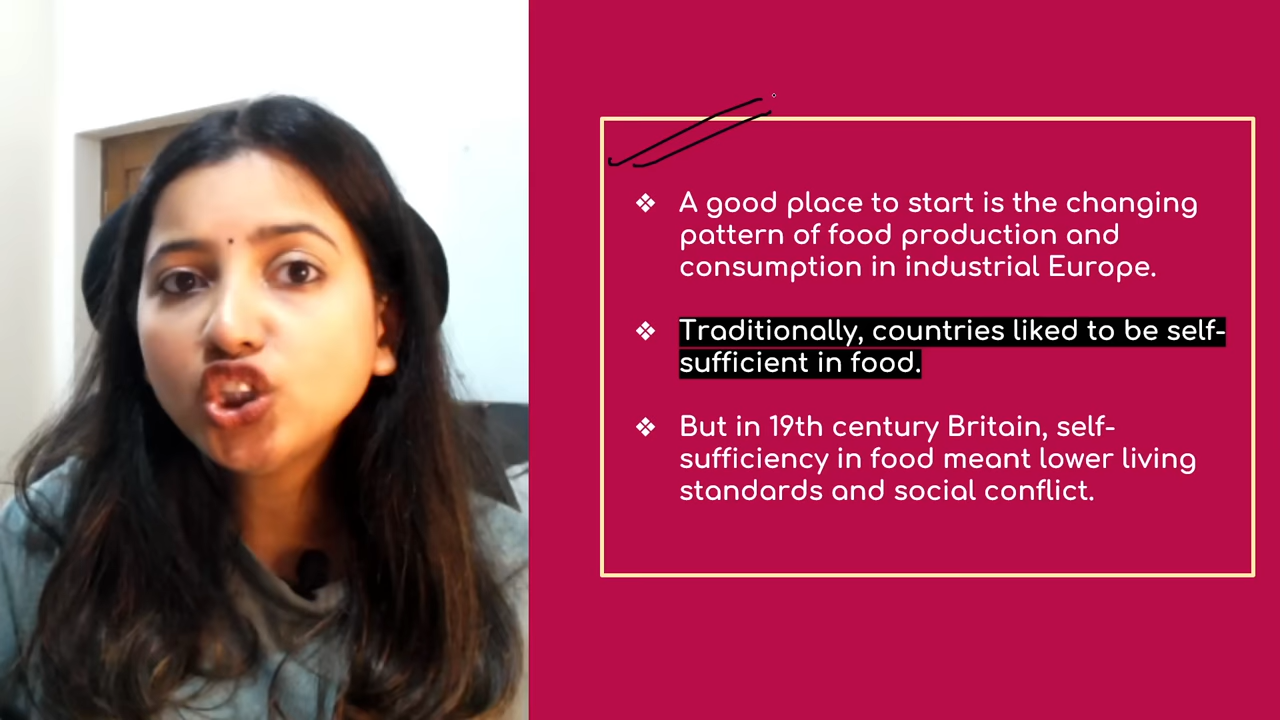 ❖ A good place to start is the changing
pattern of food production and
consumption in industrial Europe.
❖ Traditionally, countries liked to be self-
sufficient in food.
❖ But in 19th century Britain, self-
sufficiency in food meant lower living
standards and social conflict.